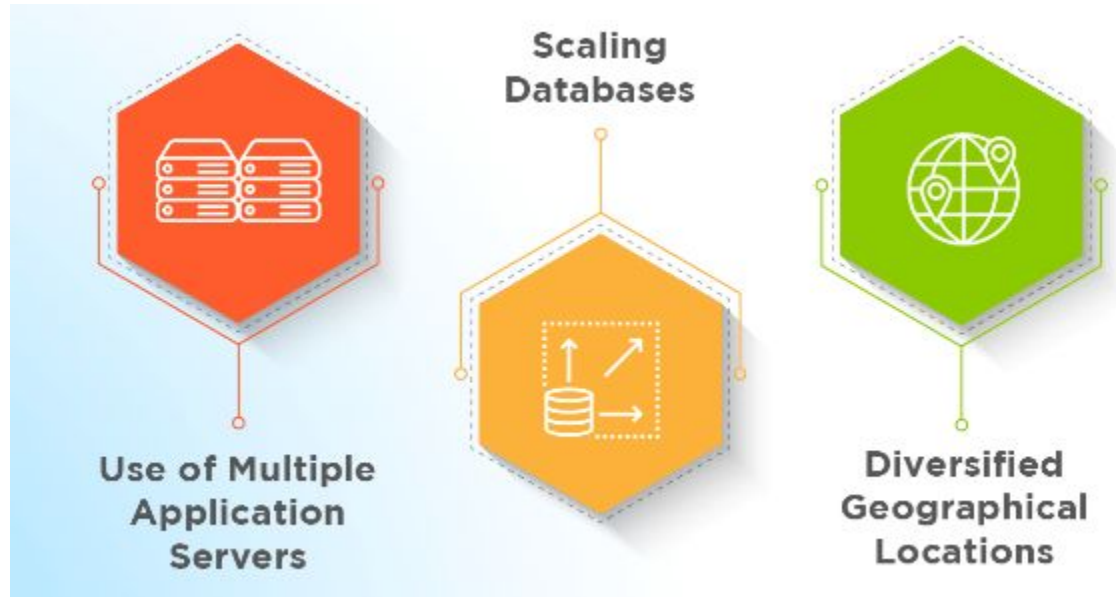 Use of Multiple
Application
Servers
Scaling
Databases
Diversified
Geographical
Locations